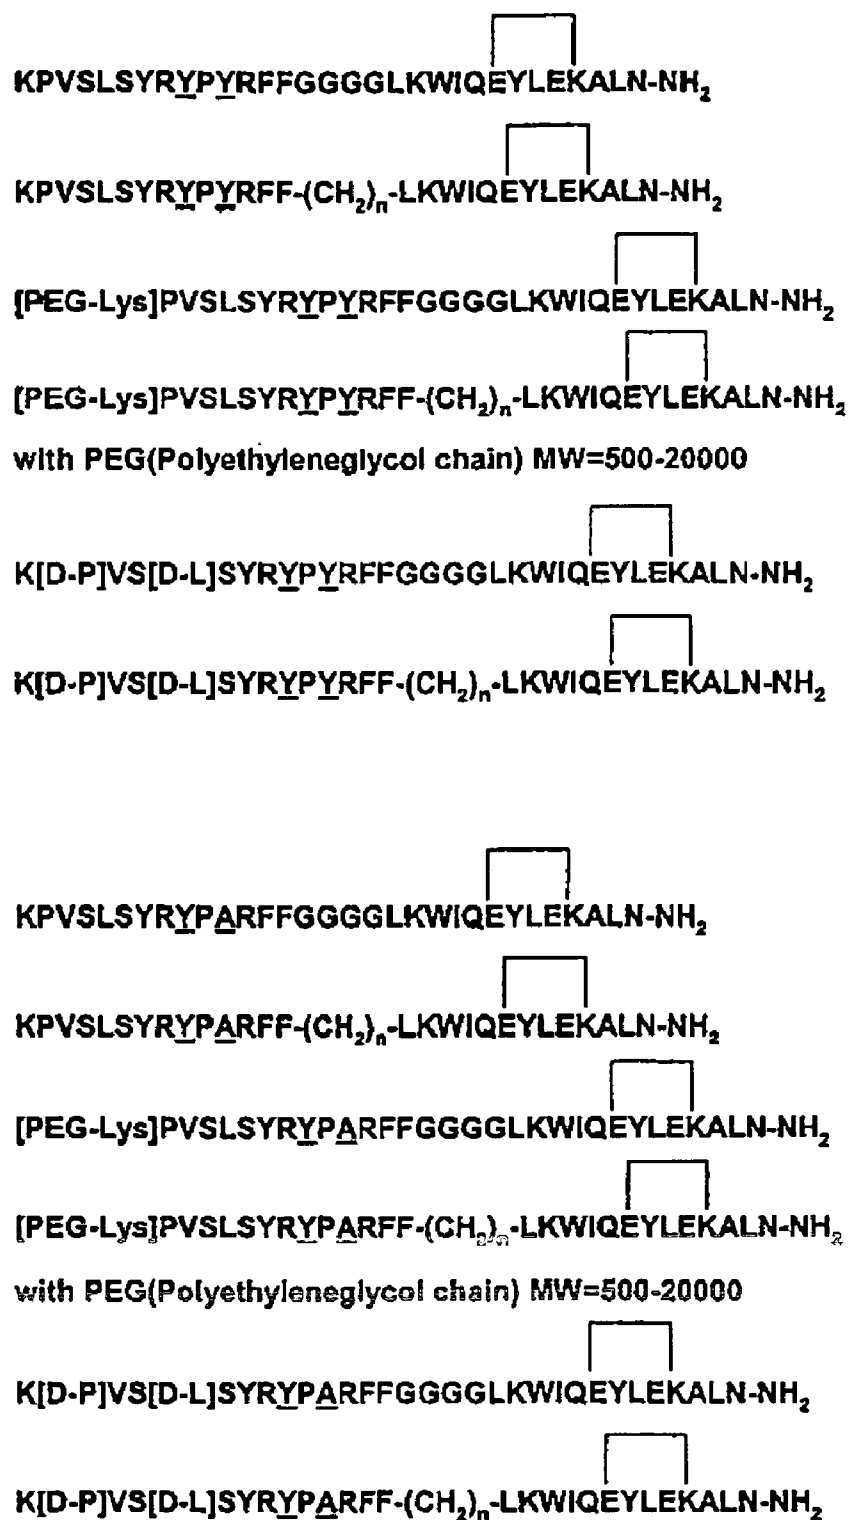 KPVSLSYRYPYRFFGGGGLKWIQEYLEKALN-NH₂
KPVSLSYRYPYRFF-(CH₂)ₙ-LKWIQEYLEKALN-NH₂
[PEG-Lys]PVSLSYRYPYRFFGGGGLKWIQEYLEKALN-NH₂
[PEG-Lys]PVSLSYRYPYRFF-(CH₂)ₙ-LKWIQEYLEKALN-NH₂
with PEG(Polyethyleneglycol chain) MW=500-20000
K[D-P]VS[D-L]SYRYPYRFFGGGGLKWIQEYLEKALN-NH₂
K[D-P]VS[D-L]SYRYPYRFF-(CH₂)ₙ-LKWIQEYLEKALN-NH₂
KPVSLSYRYPARFFGGGGLKWIQEYLEKALN-NH₂
KPVSLSYRYPARFF-(CH₂)ₙ-LKWIQEYLEKALN-NH₂
[PEG-Lys]PVSLSYRYPARFFGGGGLKWIQEYLEKALN-NH₂
[PEG-Lys]PVSLSYRYPARFF-(CH₂)ₙ-LKWIQEYLEKALN-NH₂
with PEG(Polyethyleneglycol chain) MW=500-20000
K[D-P]VS[D-L]SYRYPARFFGGGGLKWIQEYLEKALN-NH₂
K[D-P]VS[D-L]SYRYPARFF-(CH₂)ₙ-LKWIQEYLEKALN-NH₂